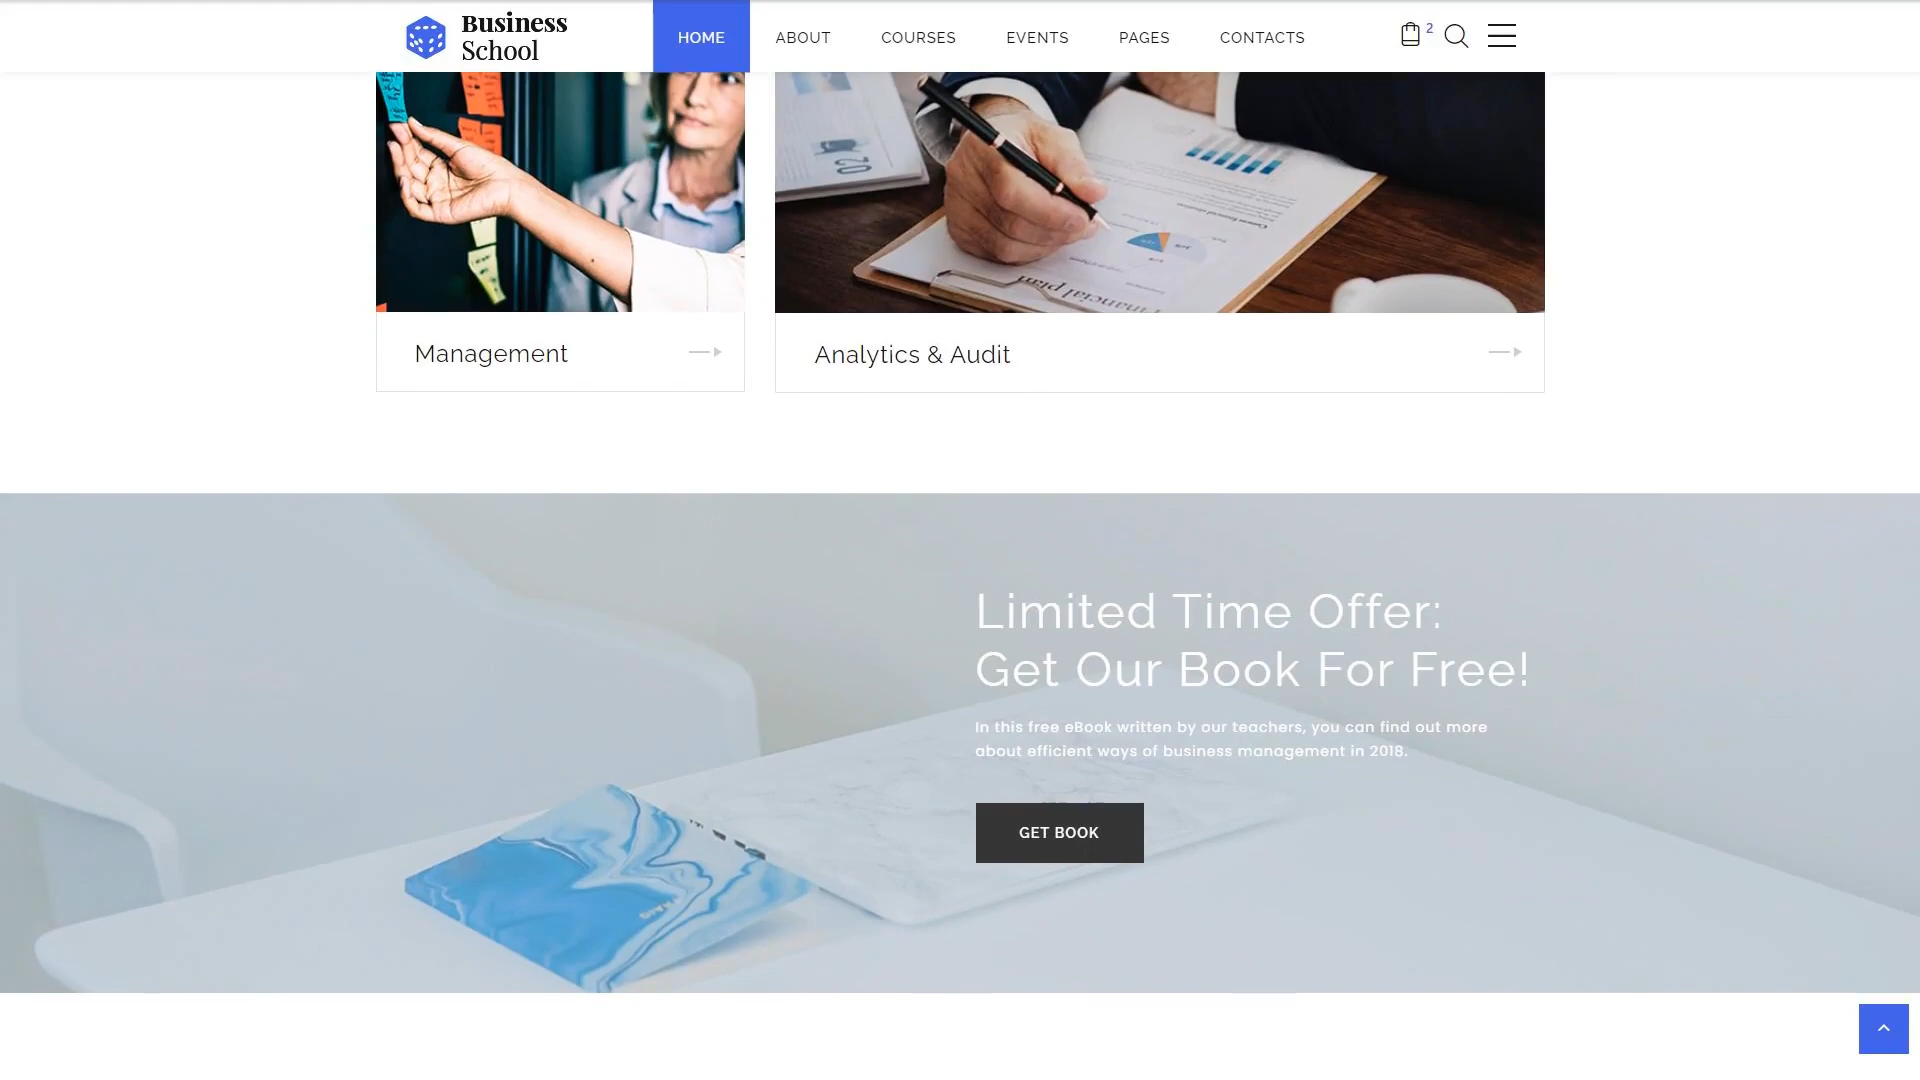 Business
School
HOME
ABOUT
COURSES
EVENTS
PAGES
CONTACTS
2
Financial plan
Management
Analytics & Audit
Limited Time Offer:
Get Our Book For Free!
In this free eBook written by our teachers, you can find out more
about efficient ways of business management in 2018.
GET BOOK